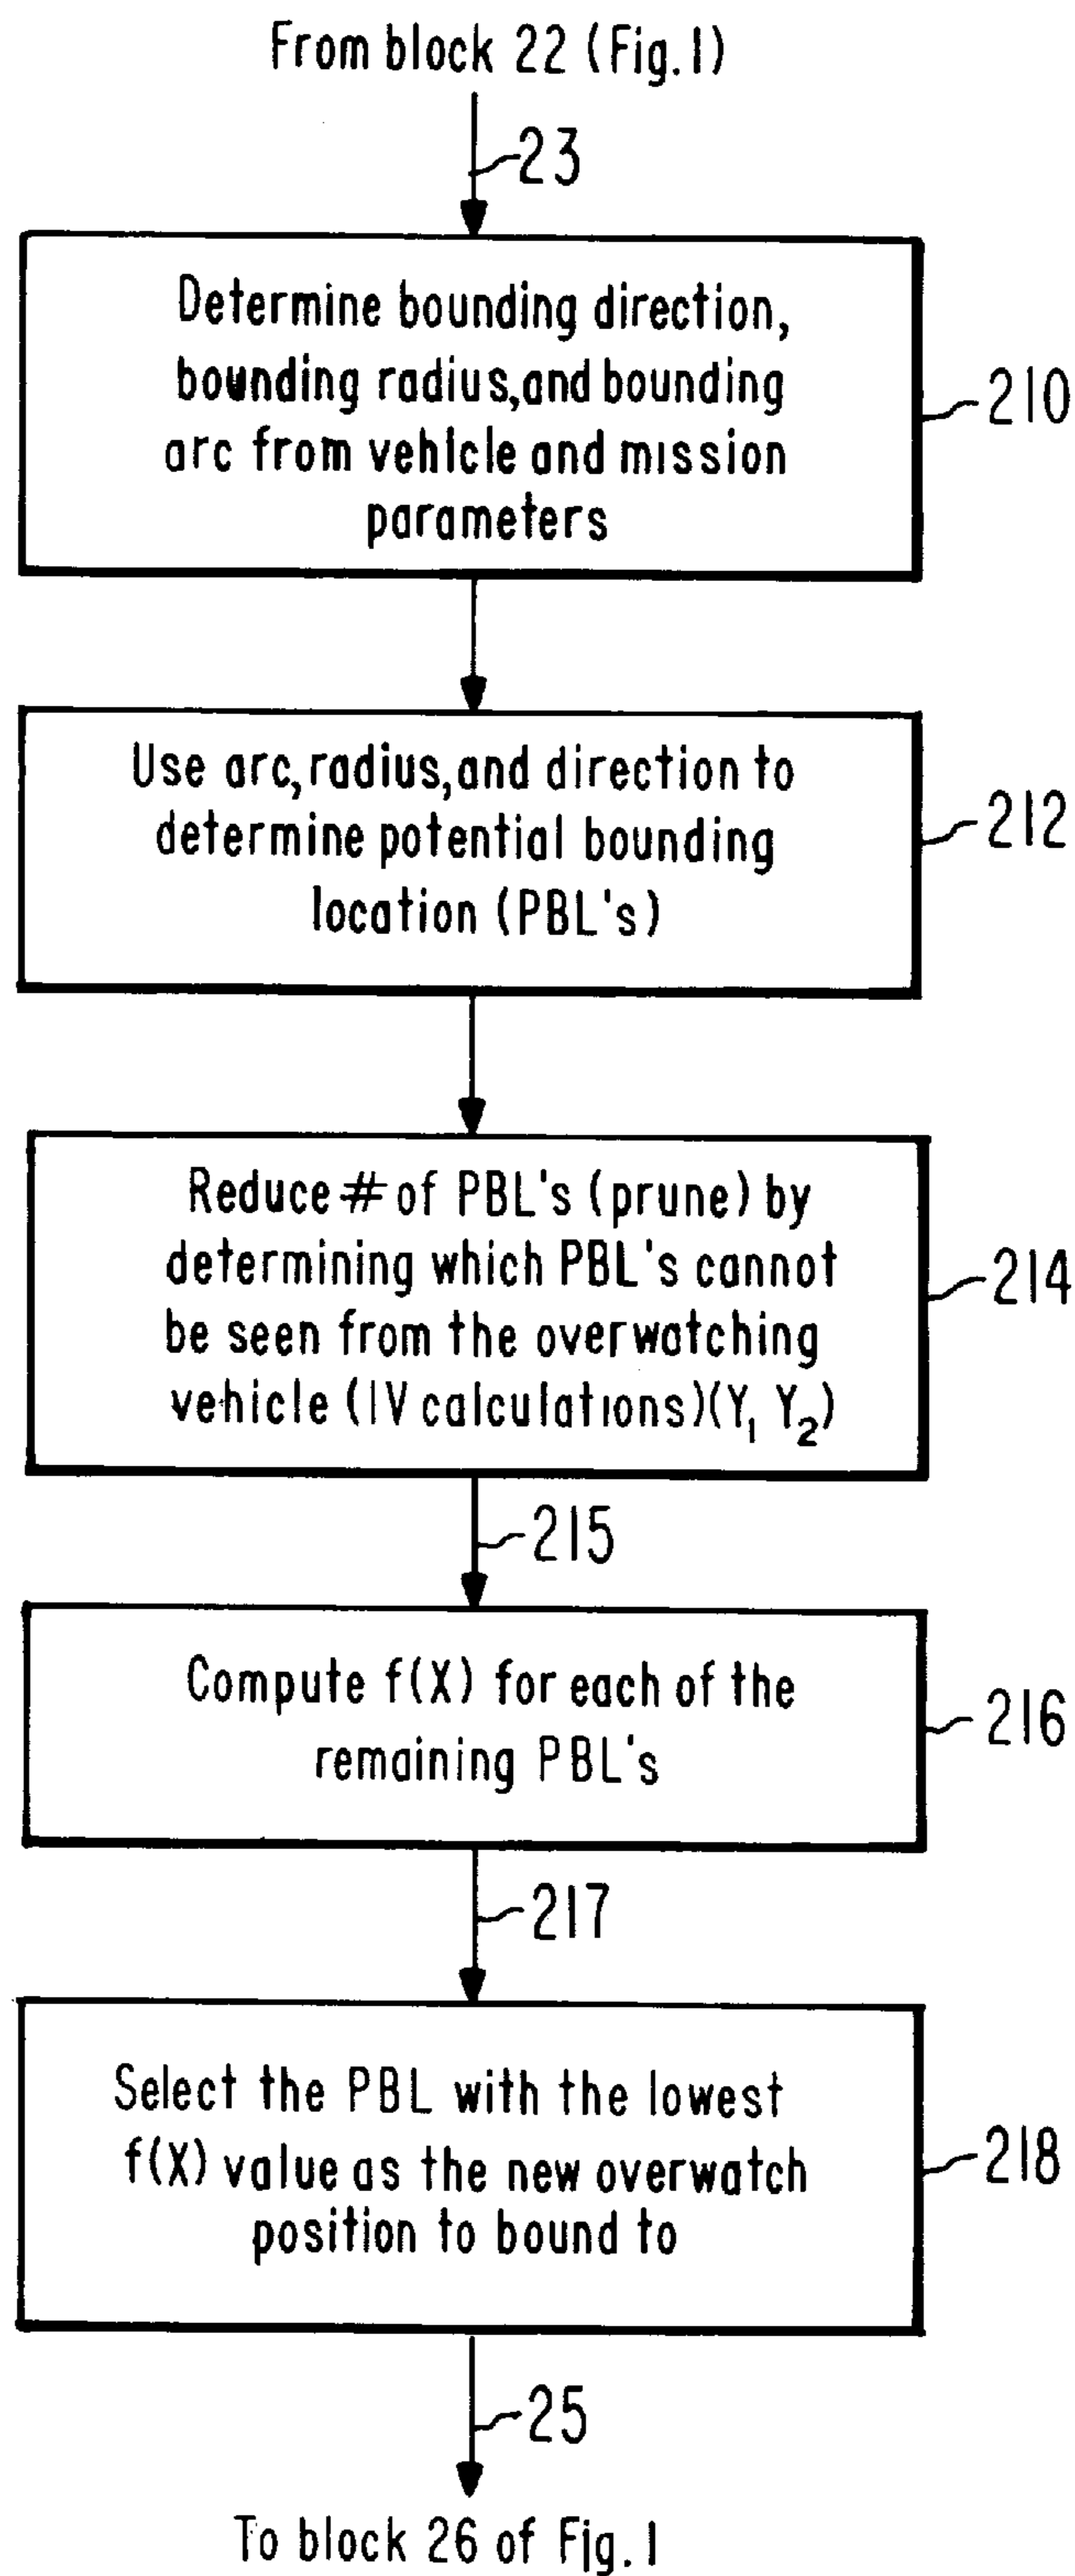 From block 22 (Fig. 1)
23
Determine bounding direction,
bounding radius, and bounding
arc from vehicle and mission
parameters
210
Use arc, radius, and direction to
determine potential bounding
location (PBL's)
212
Reduce # of PBL's (prune) by
determining which PBL's cannot
be seen from the overwatching
vehicle (IV calculations)(Y₁ Y₂)
214
215
Compute f(X) for each of the
remaining PBL's
216
217
Select the PBL with the lowest
f(X) value as the new overwatch
position to bound to
218
25
To block 26 of Fig. 1